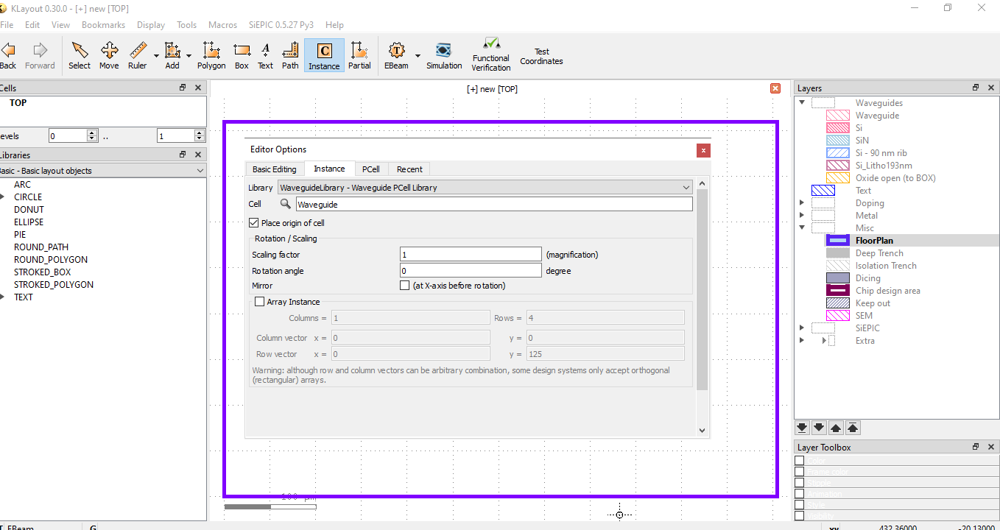 KLayout 0.30.0 - [+] new [TOP]
File Edit View Bookmarks Display Tools Macros SiEPIC 0.5.27 Py3 Help
Back Forward Select Move Ruler Add Polygon Box Text Path Instance Partial EBeam Simulation Functional Verification Test Coordinates
Cells
TOP
evels 0 .. 1
Libraries
Basic - Basic layout objects
ARC
CIRCLE
DONUT
ELLIPSE
PIE
ROUND_PATH
ROUND_POLYGON
STROKED_BOX
STROKED_POLYGON
TEXT
[+] new [TOP]
Editor Options
Basic Editing Instance PCell Recent
Library WaveguideLibrary - Waveguide PCell Library
Cell Waveguide
Place origin of cell
Rotation / Scaling
Scaling factor 1 (magnification)
Rotation angle 0 degree
Mirror (at X-axis before rotation)
Array Instance
Columns = 1 Rows = 4
Column vector x = 0 y = 0
Row vector x = 0 y = 125
Warning: although row and column vectors can be arbitrary combination, some design systems only accept orthogonal
(rectangular) arrays.
Layers
Waveguides
Waveguide
Si
SiN
Si - 90 nm rib
Si_Litho193nm
Oxide open (to BOX)
Text
Doping
Metal
Misc
FloorPlan
Deep Trench
Isolation Trench
Dicing
Chip design area
Keep out
SEM
SiEPIC
Extra
Layer Toolbox
Color
Frame color
Stipple
Animation
Style
Visibility
T EBeam G xy 432.36000 -20.13000